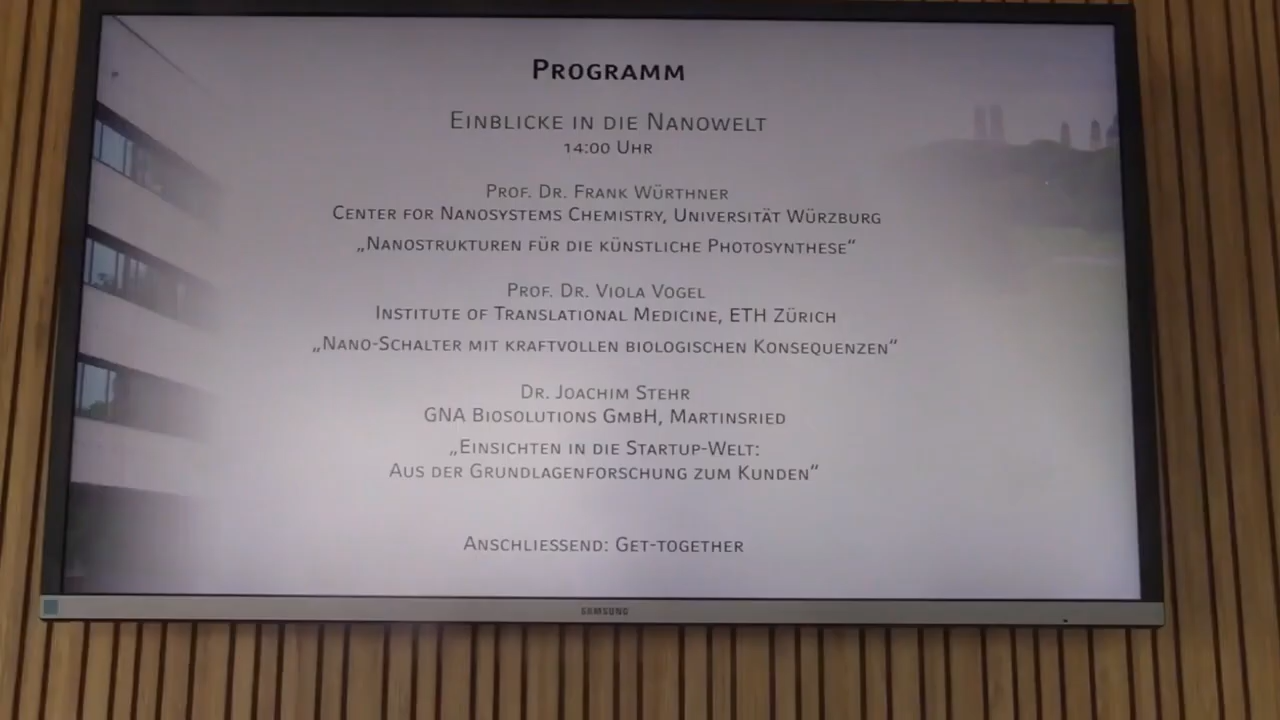 Programm
Einblicke in die Nanowelt
14:00 Uhr
Prof. Dr. Frank Würthner
Center for Nanosystems Chemistry, Universität Würzburg
„Nanostrukturen für die künstliche Photosynthese“
Prof. Dr. Viola Vogel
Institute of Translational Medicine, ETH Zürich
„Nano-Schalter mit kraftvollen biologischen Konsequenzen“
Dr. Joachim Stehr
GNA Biosolutions GmbH, Martinsried
„Einsichten in die Startup-Welt:
Aus der Grundlagenforschung zum Kunden“
Anschliessend: Get-together
SAMSUNG